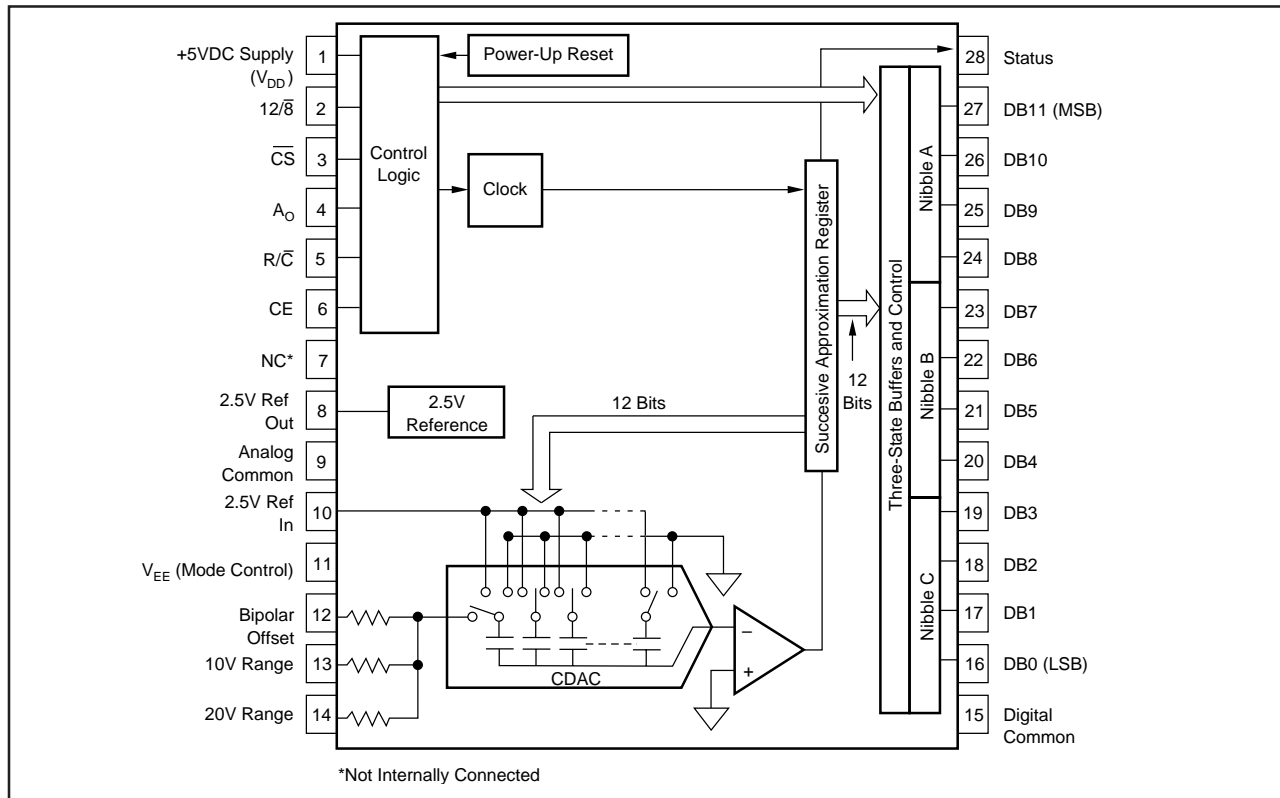 +5VDC Supply
(VDD)
1
12/8̅
2
C̅S̅
3
AO
4
R/C̅
5
CE
6
NC*
7
2.5V Ref
Out
8
Analog
Common
9
2.5V Ref
In
10
VEE (Mode Control)
11
Bipolar
Offset
12
10V Range
13
20V Range
14
Control
Logic
Power-Up Reset
Clock
2.5V
Reference
12 Bits
CDAC
–
+
Succesive Approximation Register
12
Bits
Three-State Buffers and Control
Nibble A
Nibble B
Nibble C
28
Status
27
DB11 (MSB)
26
DB10
25
DB9
24
DB8
23
DB7
22
DB6
21
DB5
20
DB4
19
DB3
18
DB2
17
DB1
16
DB0 (LSB)
15
Digital
Common
*Not Internally Connected